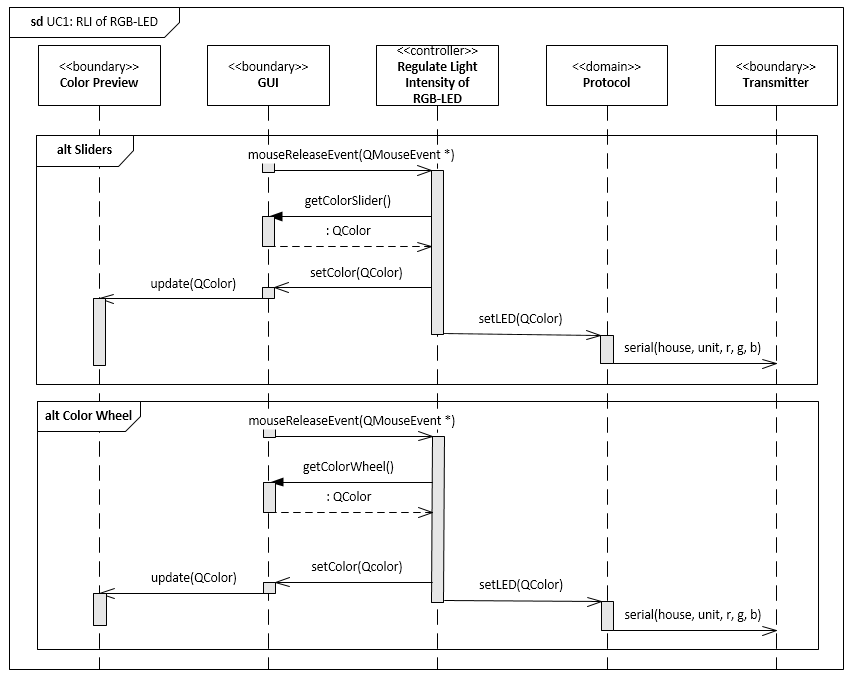 sd UC1: RLI of RGB-LED
<<boundary>>
Color Preview
<<boundary>>
GUI
<<controller>>
Regulate Light
Intensity of
RGB-LED
<<domain>>
Protocol
<<boundary>>
Transmitter
alt Sliders
mouseReleaseEvent(QMouseEvent *)
getColorSlider()
: QColor
setColor(QColor)
update(QColor)
setLED(QColor)
serial(house, unit, r, g, b)
alt Color Wheel
mouseReleaseEvent(QMouseEvent *)
getColorWheel()
: QColor
setColor(Qcolor)
update(QColor)
setLED(QColor)
serial(house, unit, r, g, b)